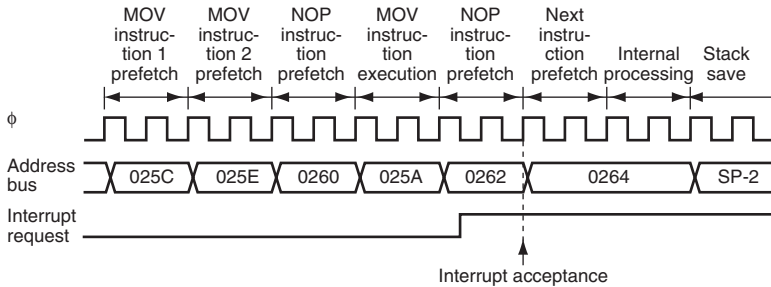 MOV instruc- tion 1 prefetch
MOV instruc- tion 2 prefetch
NOP instruc- tion prefetch
MOV instruc- tion execution
NOP instruc- tion prefetch
Next instru- ction prefetch
Internal processing
Stack save
ϕ
Address bus
025C 025E 0260 025A 0262 0264 SP-2
Interrupt request
Interrupt acceptance